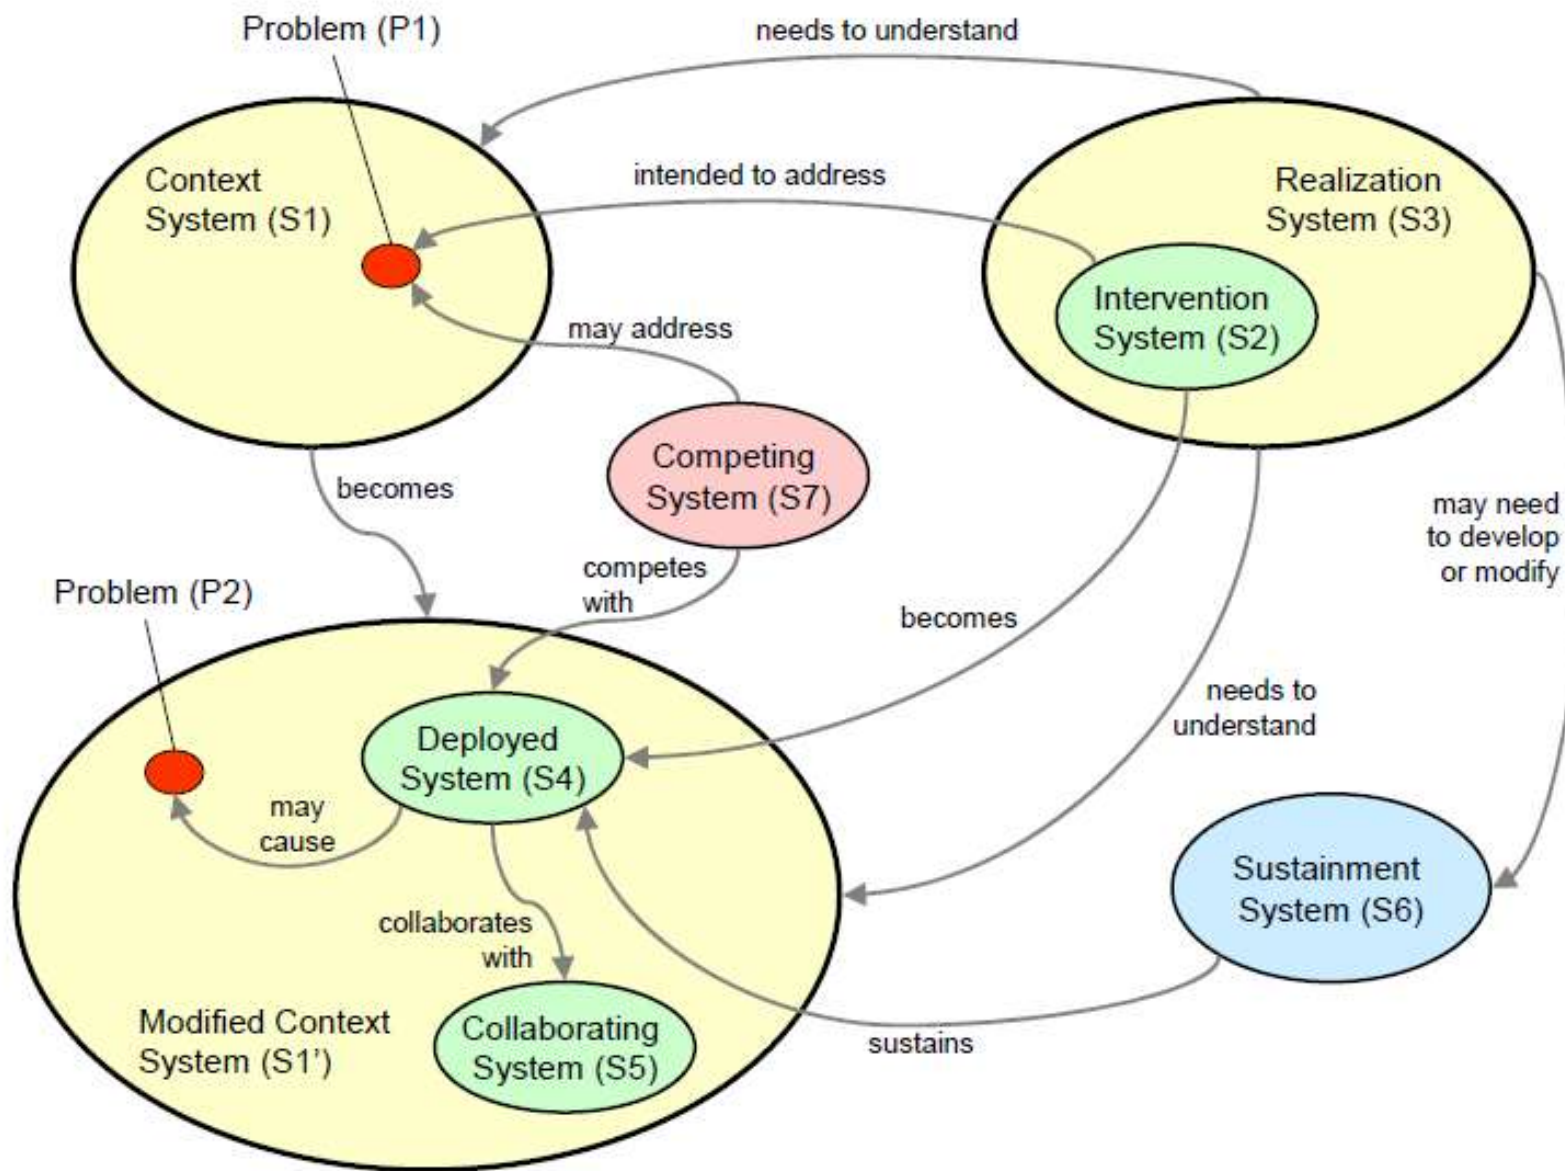 Problem (P1)
needs to understand
Context
System (S1)
intended to address
Realization
System (S3)
Intervention
System (S2)
may address
Competing
System (S7)
becomes
may need
to develop
or modify
competes
with
Problem (P2)
becomes
needs to
understand
Deployed
System (S4)
may
cause
Sustainment
System (S6)
collaborates
with
Modified Context
System (S1’)
Collaborating
System (S5)
sustains